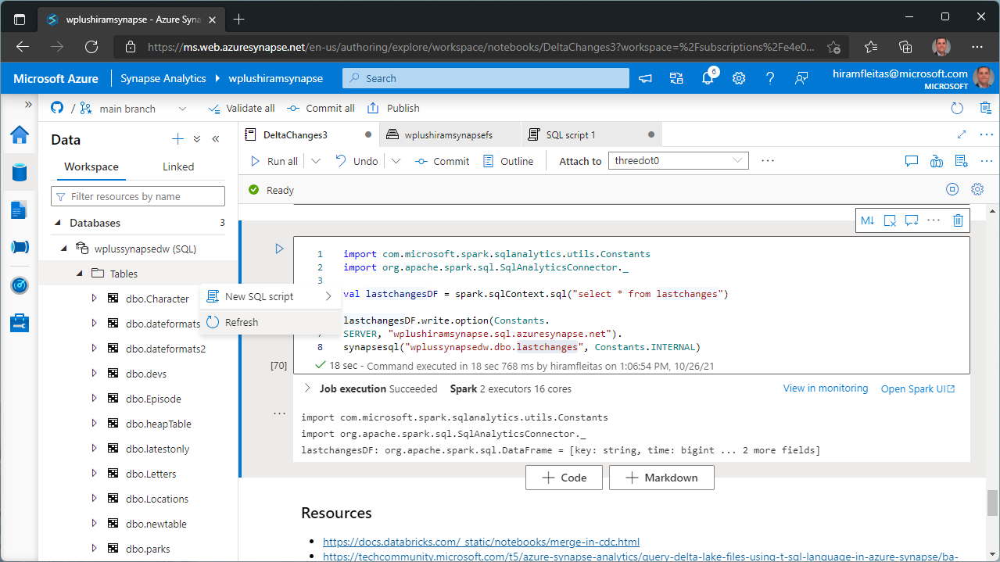 wplushiramsynapse - Azure Syna
https://ms.web.azuresynapse.net/en-us/authoring/explore/workspace/notebooks/DeltaChanges3?workspace=%2Fsubscriptions%2Fe4e0...
Microsoft Azure
Synapse Analytics
wplushiramsynapse
Search
6
hiramfleitas@microsoft.com
MICROSOFT
/
main branch
Validate all
Commit all
Publish
Data
Workspace
Linked
Filter resources by name
Databases
3
wplussynapsedw (SQL)
Tables
dbo.Character
dbo.dateformats
dbo.dateformats2
dbo.devs
dbo.Episode
dbo.heapTable
dbo.latestonly
dbo.Letters
dbo.Locations
dbo.newtable
dbo.parks
New SQL script
Refresh
DeltaChanges3
wplushiramsynapsefs
SQL script 1
Run all
Undo
Commit
Outline
Attach to
threedot0
Ready
M↓
1 import com.microsoft.spark.sqlanalytics.utils.Constants
2 import org.apache.spark.sql.SqlAnalyticsConnector._
3
val lastchangesDF = spark.sqlContext.sql("select * from lastchanges")
lastchangesDF.write.option(Constants.
SERVER, "wplushiramsynapse.sql.azuresynapse.net").
8 synapsesql("wplussynapsedw.dbo.lastchanges", Constants.INTERNAL)
[70]
18 sec - Command executed in 18 sec 768 ms by hiramfleitas on 1:06:54 PM, 10/26/21
Job execution Succeeded Spark 2 executors 16 cores
View in monitoring
Open Spark UI
import com.microsoft.spark.sqlanalytics.utils.Constants
import org.apache.spark.sql.SqlAnalyticsConnector._
lastchangesDF: org.apache.spark.sql.DataFrame = [key: string, time: bigint ... 2 more fields]
Code
Markdown
Resources
https://docs.databricks.com/_static/notebooks/merge-in-cdc.html
https://techcommunity.microsoft.com/t5/azure-synapse-analytics/query-delta-lake-files-using-t-sql-language-in-azure-synapse/ba-